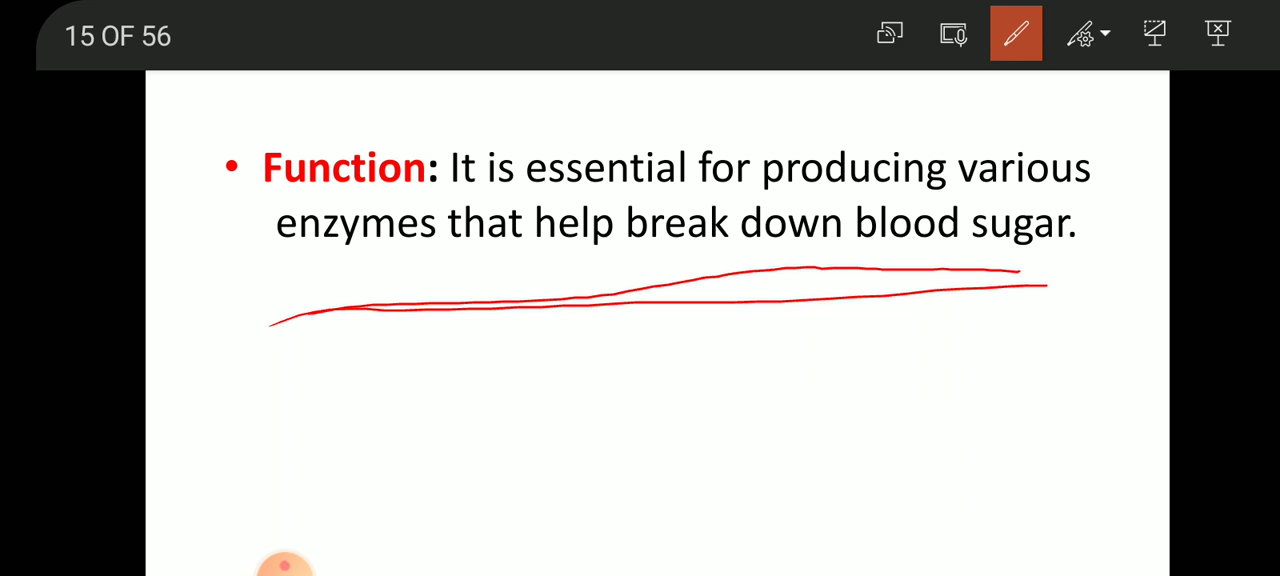 15 OF 56
• Function: It is essential for producing various
enzymes that help break down blood sugar.